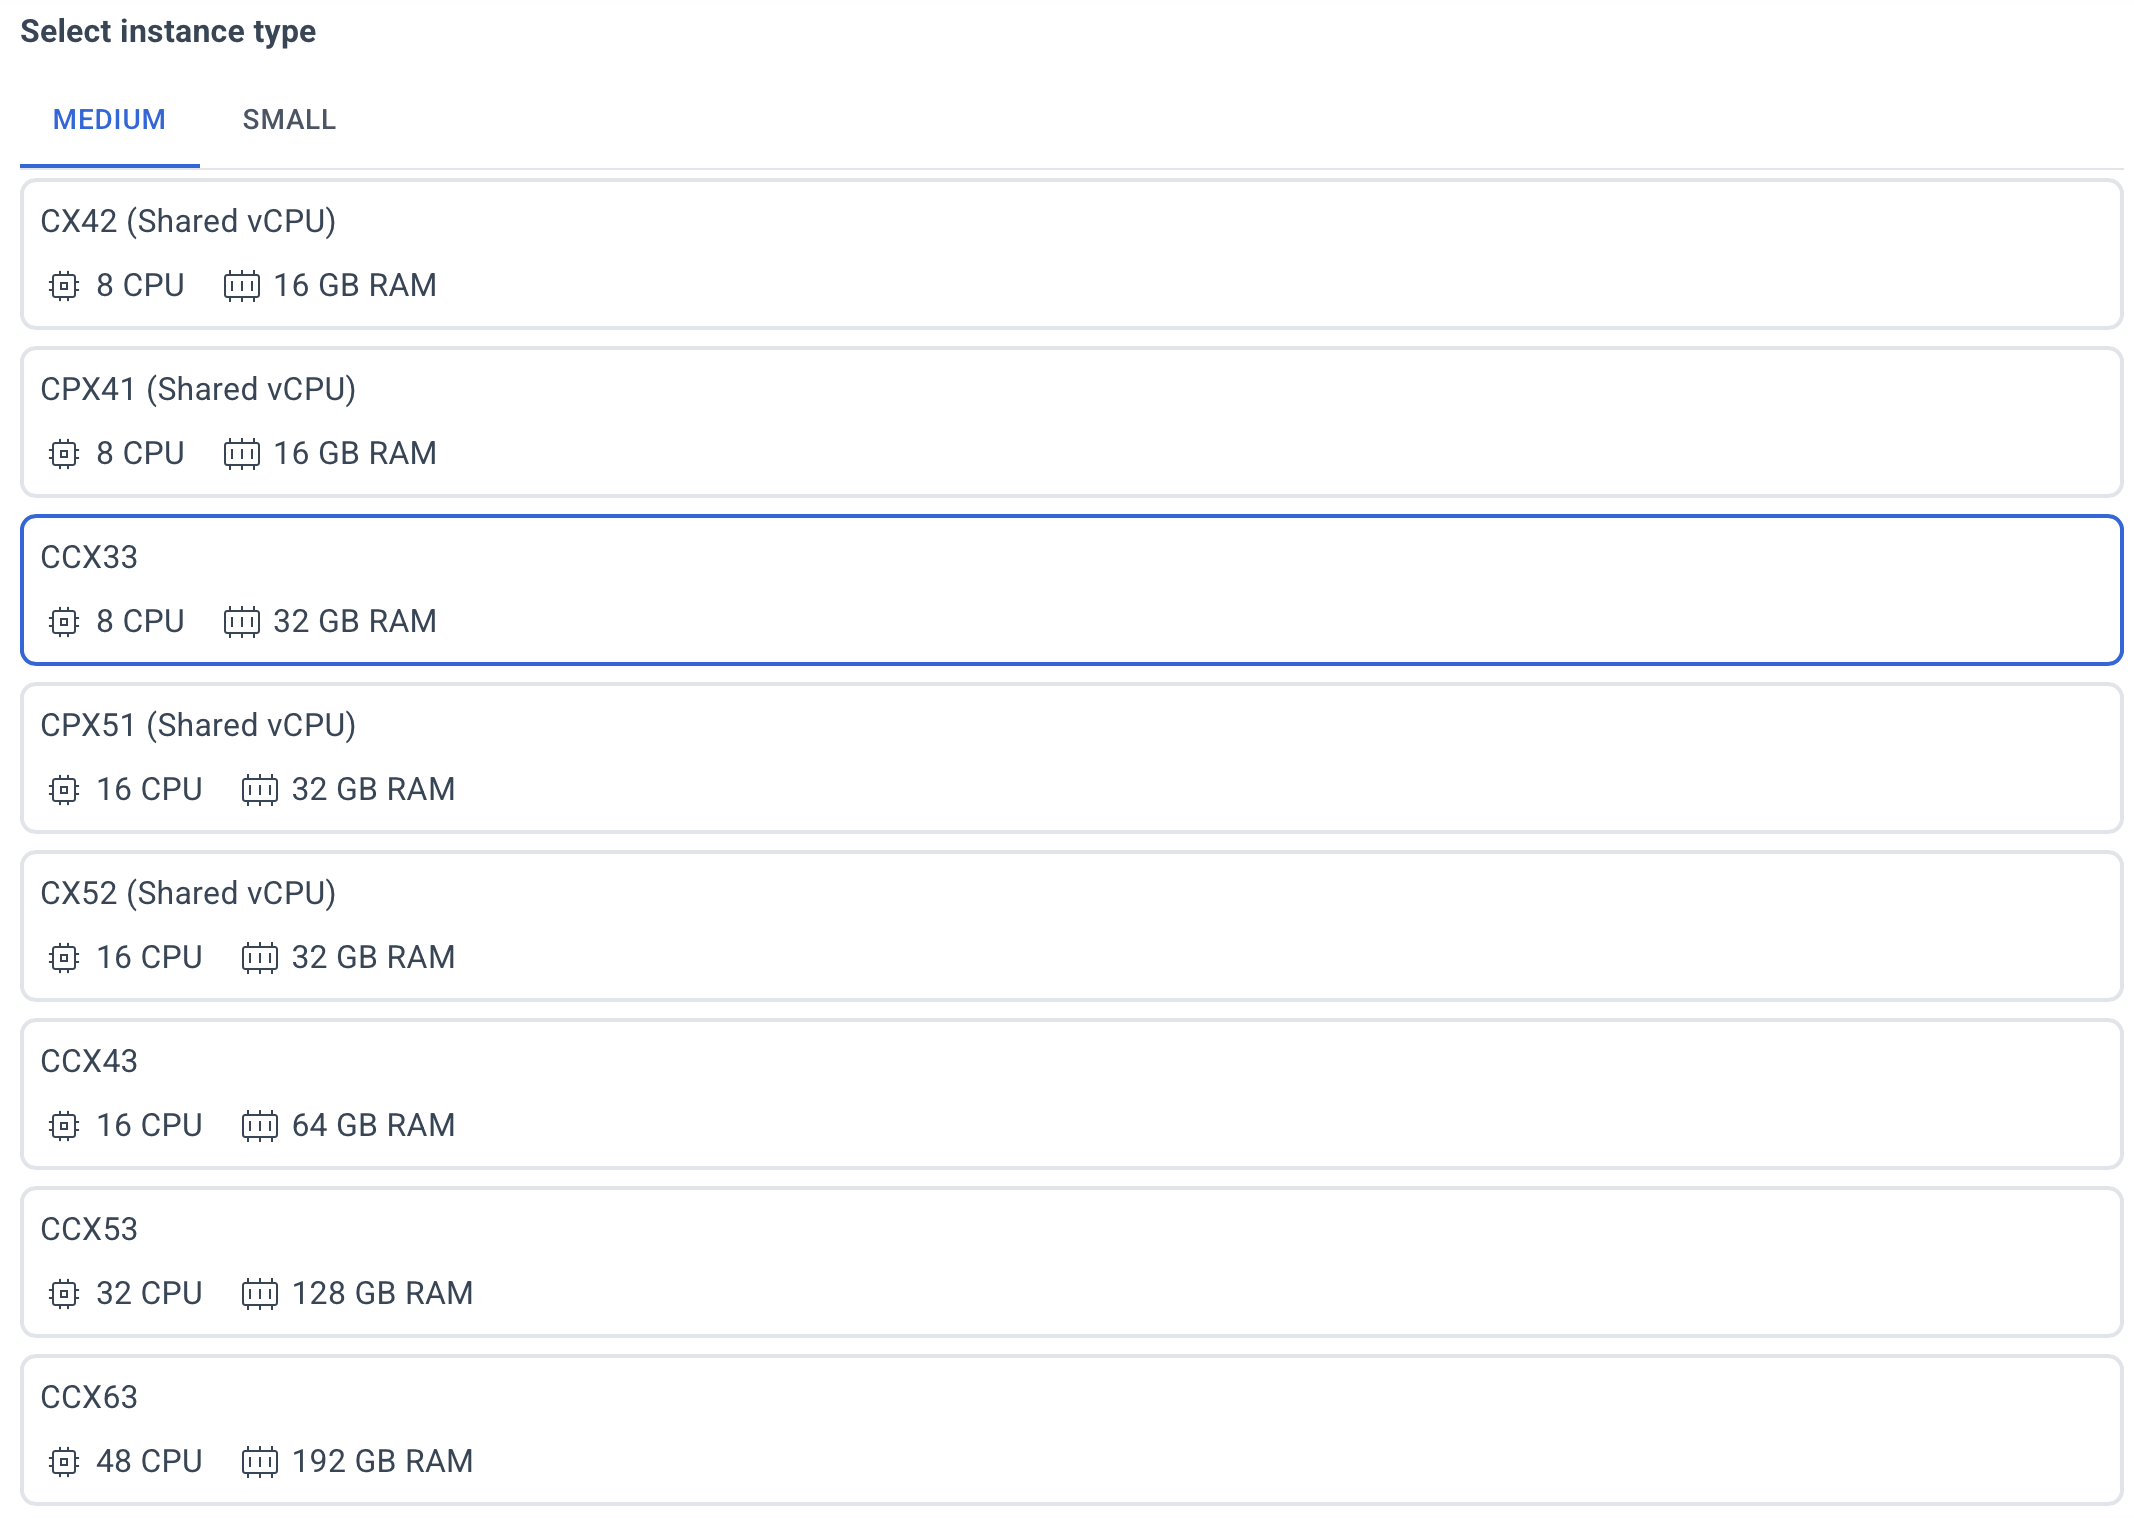 Select instance type
MEDIUM SMALL
CX42 (Shared vCPU)
8 CPU 16 GB RAM
CPX41 (Shared vCPU)
8 CPU 16 GB RAM
CCX33
8 CPU 32 GB RAM
CPX51 (Shared vCPU)
16 CPU 32 GB RAM
CX52 (Shared vCPU)
16 CPU 32 GB RAM
CCX43
16 CPU 64 GB RAM
CCX53
32 CPU 128 GB RAM
CCX63
48 CPU 192 GB RAM